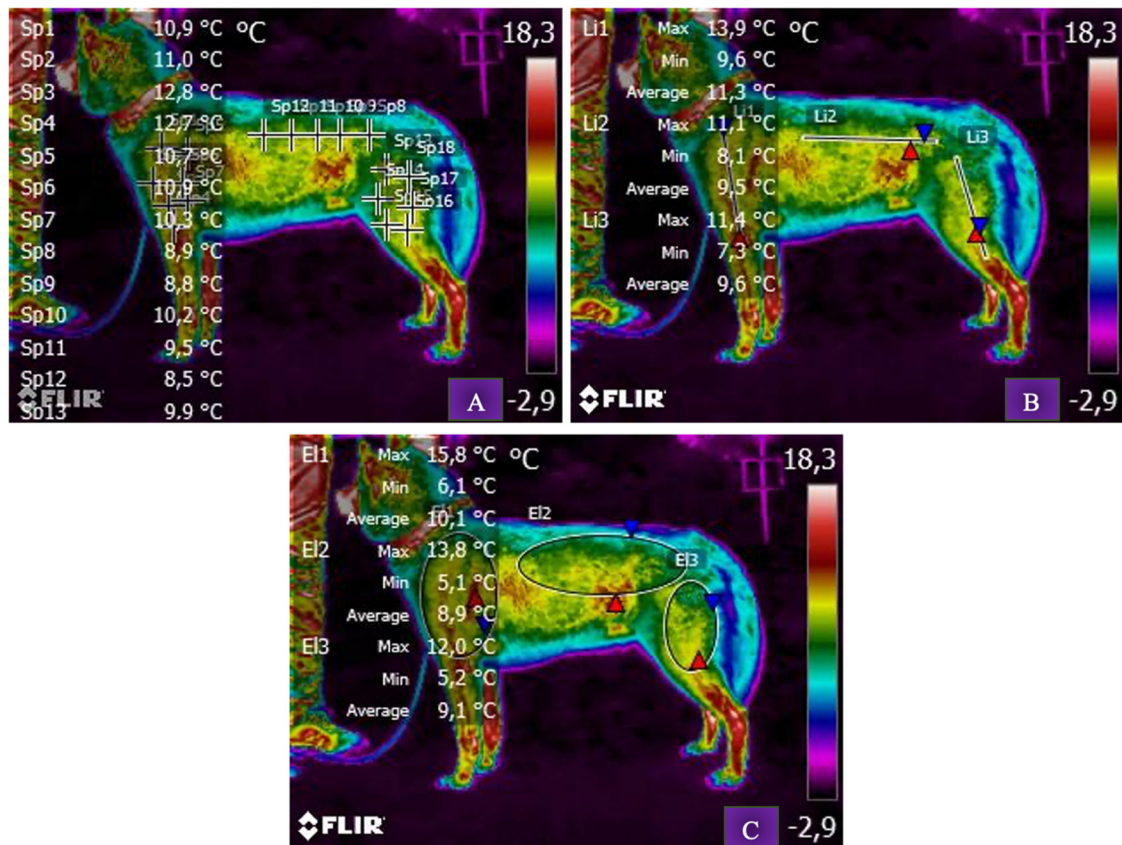 Sp1 10,9 °C °C 18,3
Sp2 11,0 °C
Sp3 12,8 °C
Sp4 12,7 °C
Sp5 10,7 °C
Sp6 10,9 °C
Sp7 10,3 °C
Sp8 8,9 °C
Sp9 8,8 °C
Sp10 10,2 °C
Sp11 9,5 °C
Sp12 8,5 °C
Sp13 9,9 °C
Sp12 11 10 9 Sp8
Sp18
Sp17
Sp16
Sp7
FLIR A -2,9
Li1 Max 13,9 °C °C 18,3
Min 9,6 °C
Average 11,3 °C
Li2 Max 11,1 °C
Min 8,1 °C
Average 9,5 °C
Li3 Max 11,4 °C
Min 7,3 °C
Average 9,6 °C
Li1 Li2 Li3
FLIR B -2,9
El1 Max 15,8 °C °C 18,3
Min 6,1 °C
Average 10,1 °C
El2 Max 13,8 °C
Min 5,1 °C
Average 8,9 °C
El3 Max 12,0 °C
Min 5,2 °C
Average 9,1 °C
El1 El2 El3
FLIR C -2,9